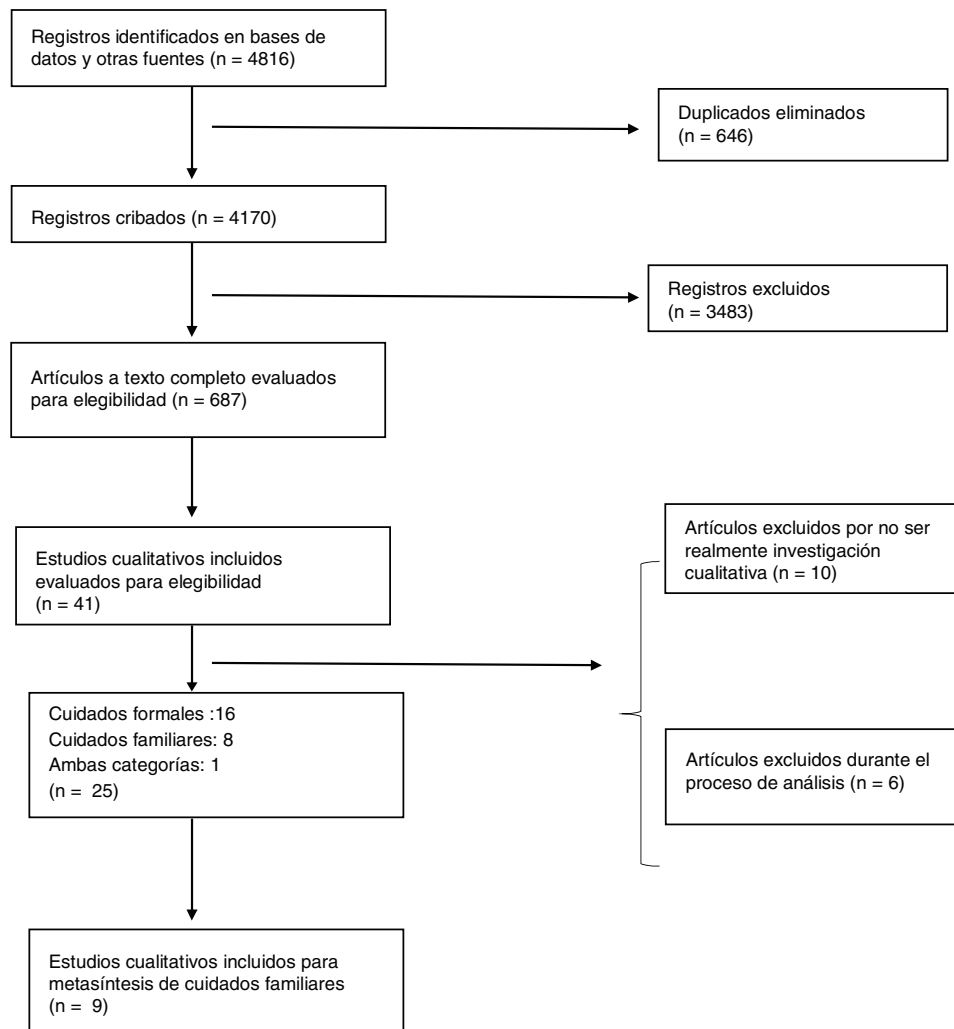 Registros identificados en bases de
datos y otras fuentes (n = 4816)
Duplicados eliminados
(n = 646)
Registros cribados (n = 4170)
Registros excluidos
(n = 3483)
Artículos a texto completo evaluados
para elegibilidad (n = 687)
Estudios cualitativos incluidos
evaluados para elegibilidad
(n = 41)
Artículos excluidos por no ser
realmente investigación
cualitativa (n = 10)
Cuidados formales :16
Cuidados familiares: 8
Ambas categorías: 1
(n = 25)
Artículos excluidos durante el
proceso de análisis (n = 6)
Estudios cualitativos incluidos para
metasíntesis de cuidados familiares
(n = 9)